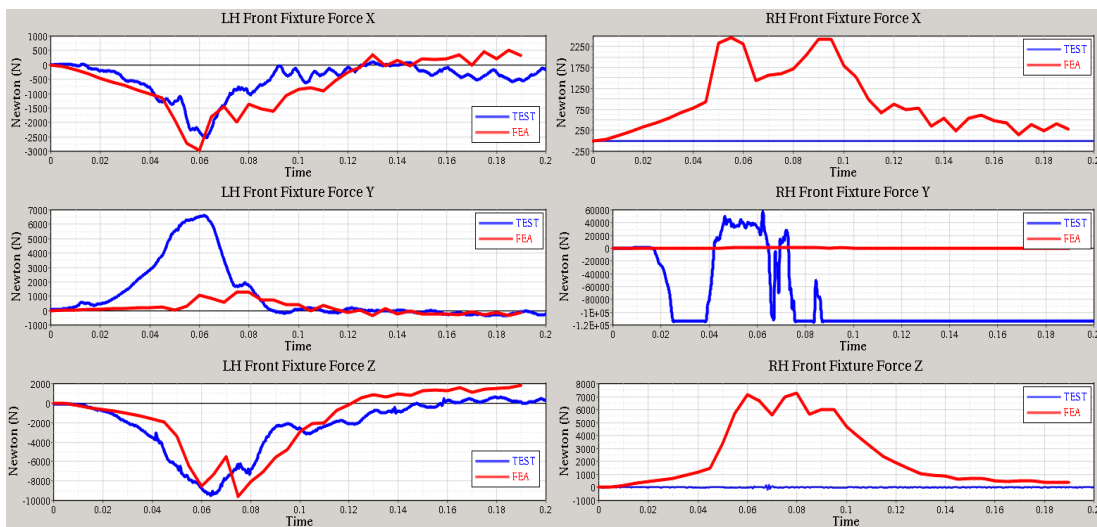 LH Front Fixture Force X
Newton (N)
1000
500
0
-500
-1000
-1500
-2000
-2500
-3000
0 0.02 0.04 0.06 0.08 0.1 0.12 0.14 0.16 0.18 0.2
Time
TEST
FEA
RH Front Fixture Force X
Newton (N)
2250
1750
1250
750
250
-250
0 0.02 0.04 0.06 0.08 0.1 0.12 0.14 0.16 0.18 0.2
Time
TEST
FEA
LH Front Fixture Force Y
Newton (N)
7000
6000
5000
4000
3000
2000
1000
0
-1000
0 0.02 0.04 0.06 0.08 0.1 0.12 0.14 0.16 0.18 0.2
Time
TEST
FEA
RH Front Fixture Force Y
Newton (N)
60000
40000
20000
0
-20000
-40000
-60000
-80000
-1E+05
-1.2E+05
0 0.02 0.04 0.06 0.08 0.1 0.12 0.14 0.16 0.18 0.2
Time
TEST
FEA
LH Front Fixture Force Z
Newton (N)
2000
0
-2000
-4000
-6000
-8000
-10000
0 0.02 0.04 0.06 0.08 0.1 0.12 0.14 0.16 0.18 0.2
Time
TEST
FEA
RH Front Fixture Force Z
Newton (N)
8000
7000
6000
5000
4000
3000
2000
1000
0
-1000
0 0.02 0.04 0.06 0.08 0.1 0.12 0.14 0.16 0.18 0.2
Time
TEST
FEA